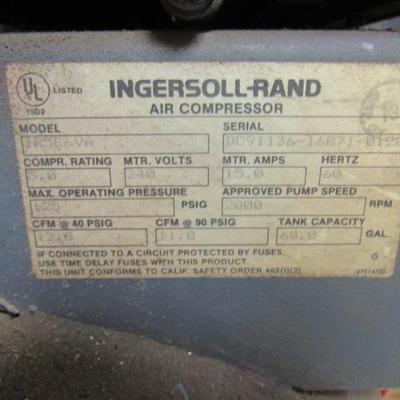 UL LISTED
INGERSOLL-RAND
AIR COMPRESSOR
MODEL SERIAL
COMPR. RATING MTR. VOLTS MTR. AMPS HERTZ
5.0 240 15.0 60
MAX. OPERATING PRESSURE APPROVED PUMP SPEED
125 PSIG 2000 RPM
CFM @ 40 PSIG CFM @ 90 PSIG TANK CAPACITY
11.0 60.0 GAL
IF CONNECTED TO A CIRCUIT PROTECTED BY FUSES,
USE TIME DELAY FUSES WITH THIS PRODUCT.
THIS UNIT CONFORMS TO CALIF. SAFETY ORDER 462(l)(2)